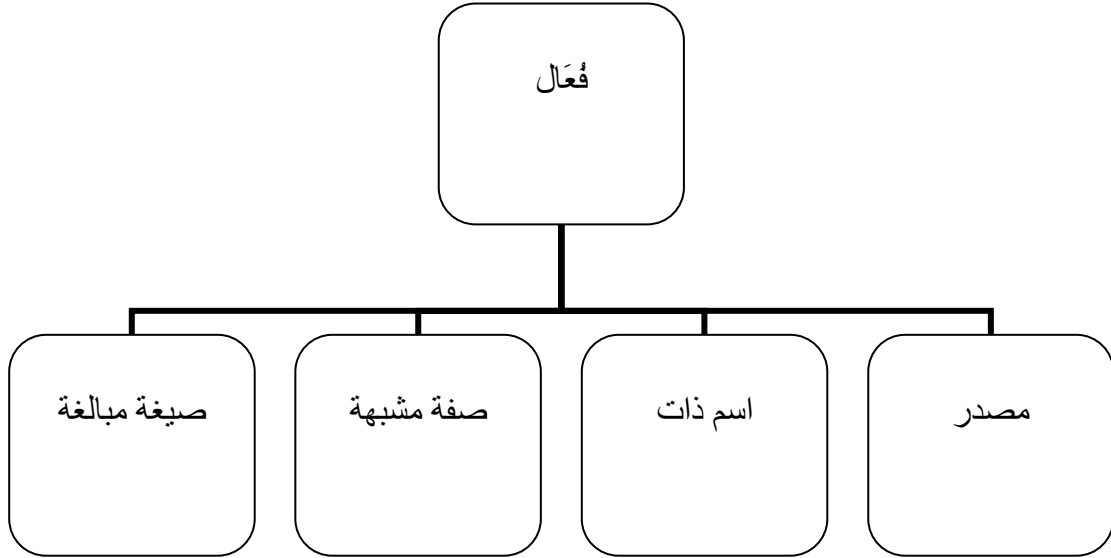 فُعَال
مصدر
اسم ذات
صفة مشبهة
صيغة مبالغة